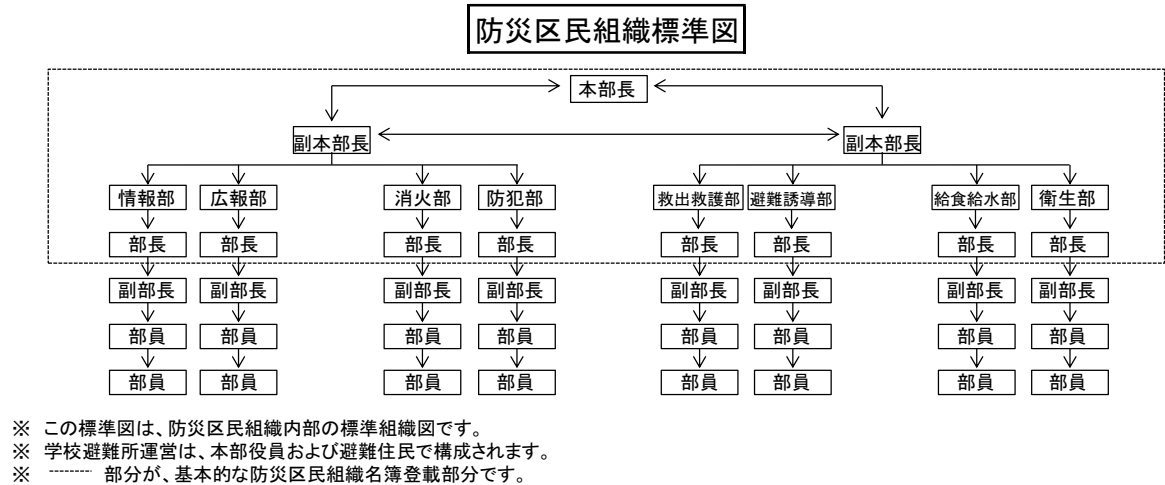 防災区民組織標準図
本部長
副本部長 副本部長
情報部 広報部 消火部 防犯部 救出救護部 避難誘導部 給食給水部 衛生部
部長 部長 部長 部長 部長 部長 部長 部長
副部長 副部長 副部長 副部長 副部長 副部長 副部長 副部長
部員 部員 部員 部員 部員 部員 部員 部員
部員 部員 部員 部員 部員 部員 部員 部員
※ この標準図は、防災区民組織内部の標準組織図です。
※ 学校避難所運営は、本部役員および避難住民で構成されます。
※ 部分が、基本的な防災区民組織名簿登載部分です。